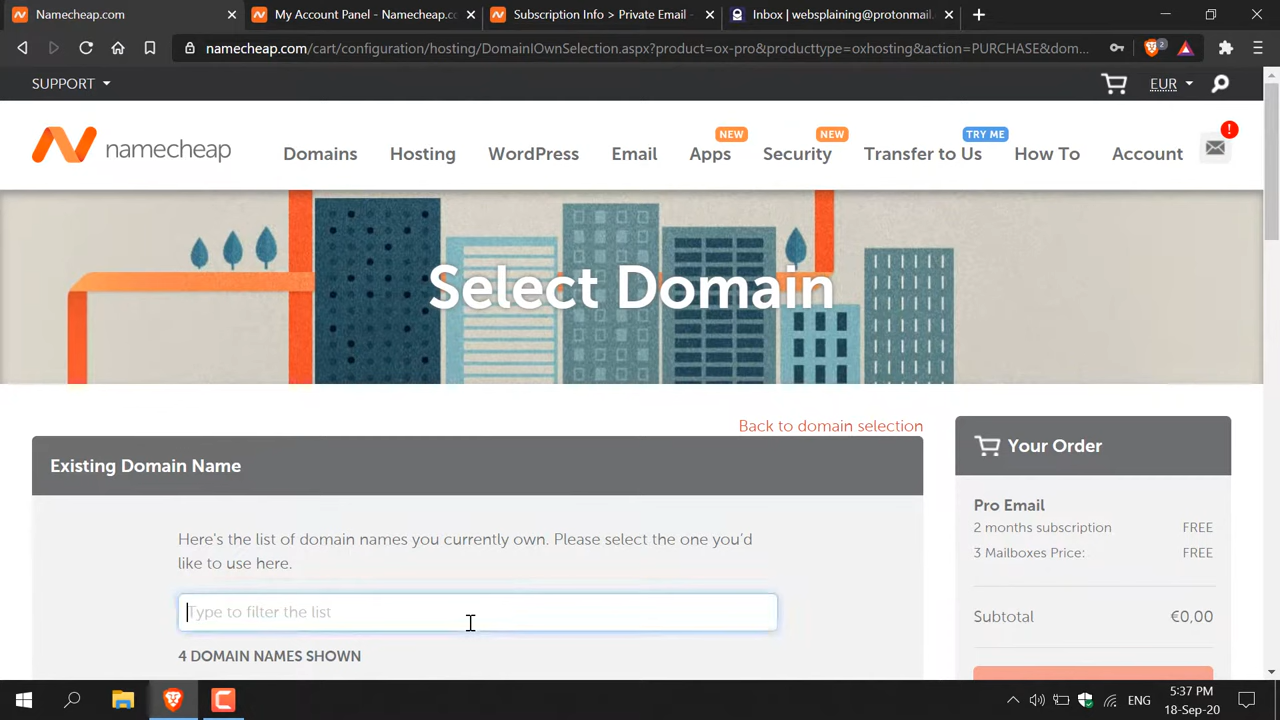 Namecheap.com
My Account Panel - Namecheap.cc
Subscription Info > Private Email -
Inbox | websplaining@protonmail.
namecheap.com/cart/configuration/hosting/DomainIOwnSelection.aspx?product=ox-pro&producttype=oxhosting&action=PURCHASE&dom...
2
SUPPORT
EUR
namecheap
Domains
Hosting
WordPress
Email
NEW
Apps
NEW
Security
TRY ME
Transfer to Us
How To
Account
!
Select Domain
Back to domain selection
Existing Domain Name
Here's the list of domain names you currently own. Please select the one you'd
like to use here.
Type to filter the list
4 DOMAIN NAMES SHOWN
Your Order
Pro Email
2 months subscription FREE
3 Mailboxes Price: FREE
Subtotal €0,00
ENG
5:37 PM
18-Sep-20